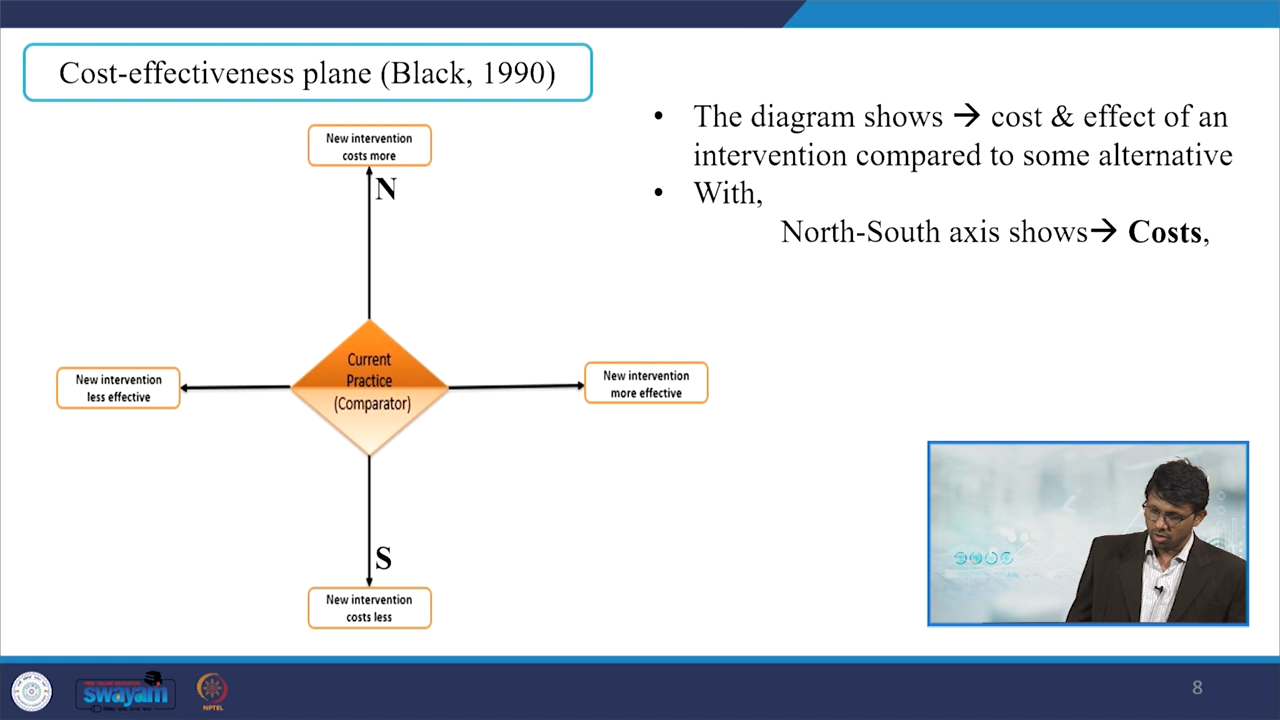 Cost-effectiveness plane (Black, 1990)
New intervention
costs more
N
New intervention
less effective
Current
Practice
(Comparator)
New intervention
more effective
S
New intervention
costs less
• The diagram shows → cost & effect of an
intervention compared to some alternative
• With,
North-South axis shows→ Costs,
swayam
NPTEL
8